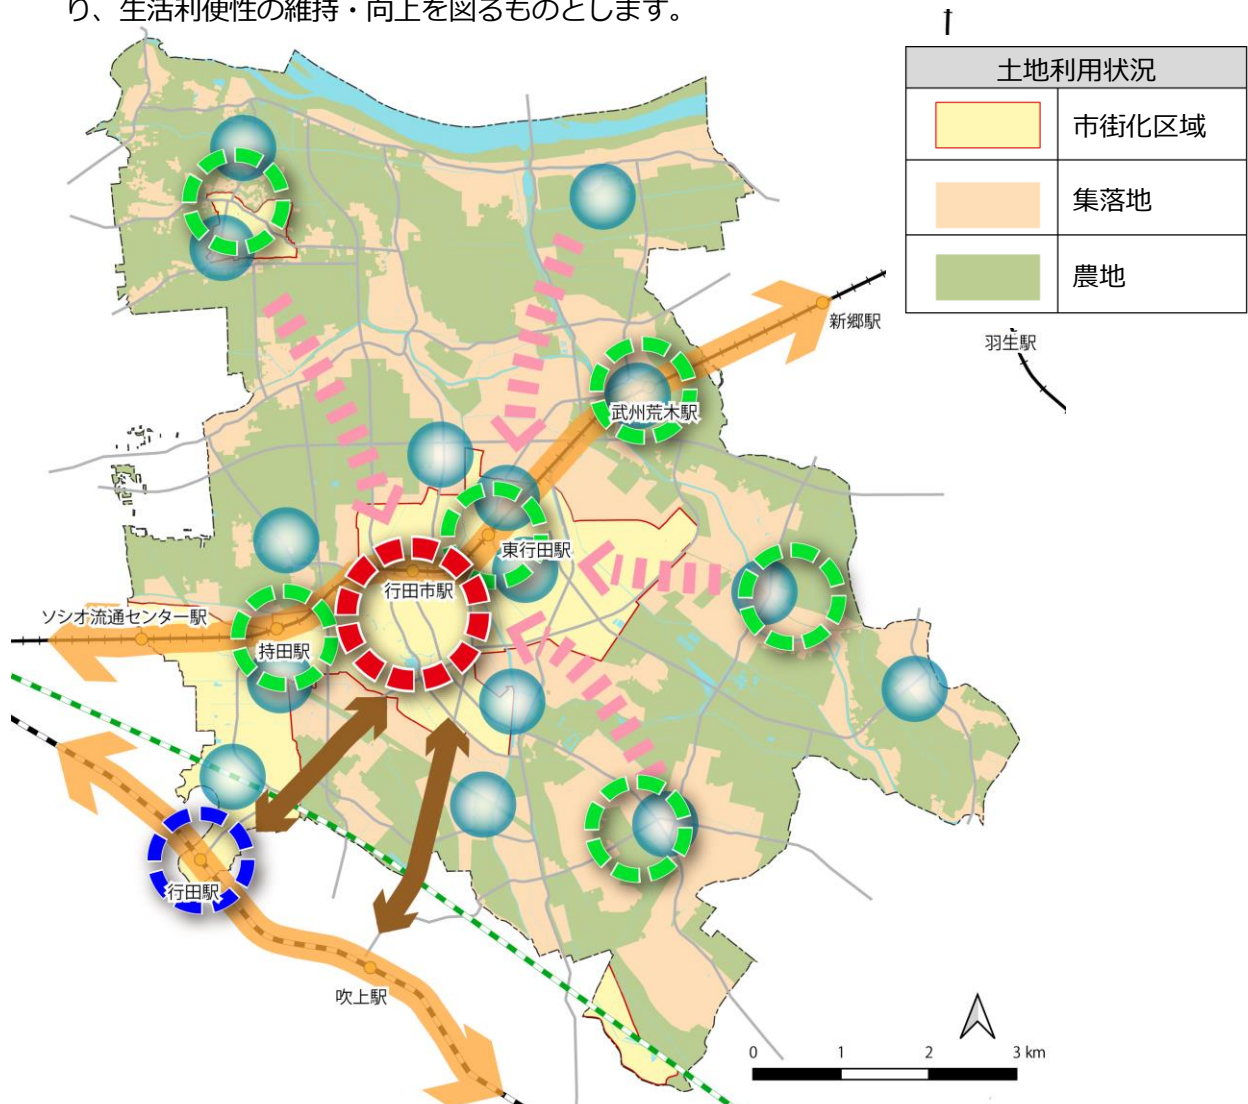 り、生活利便性の維持・向上を図るものとします。
土地利用状況
市街化区域
集落地
農地
新郷駅
羽生駅
武州荒木駅
東行田駅
行田市駅
ソシオ流通センター駅
持田駅
行田駅
吹上駅
0 1 2 3 km